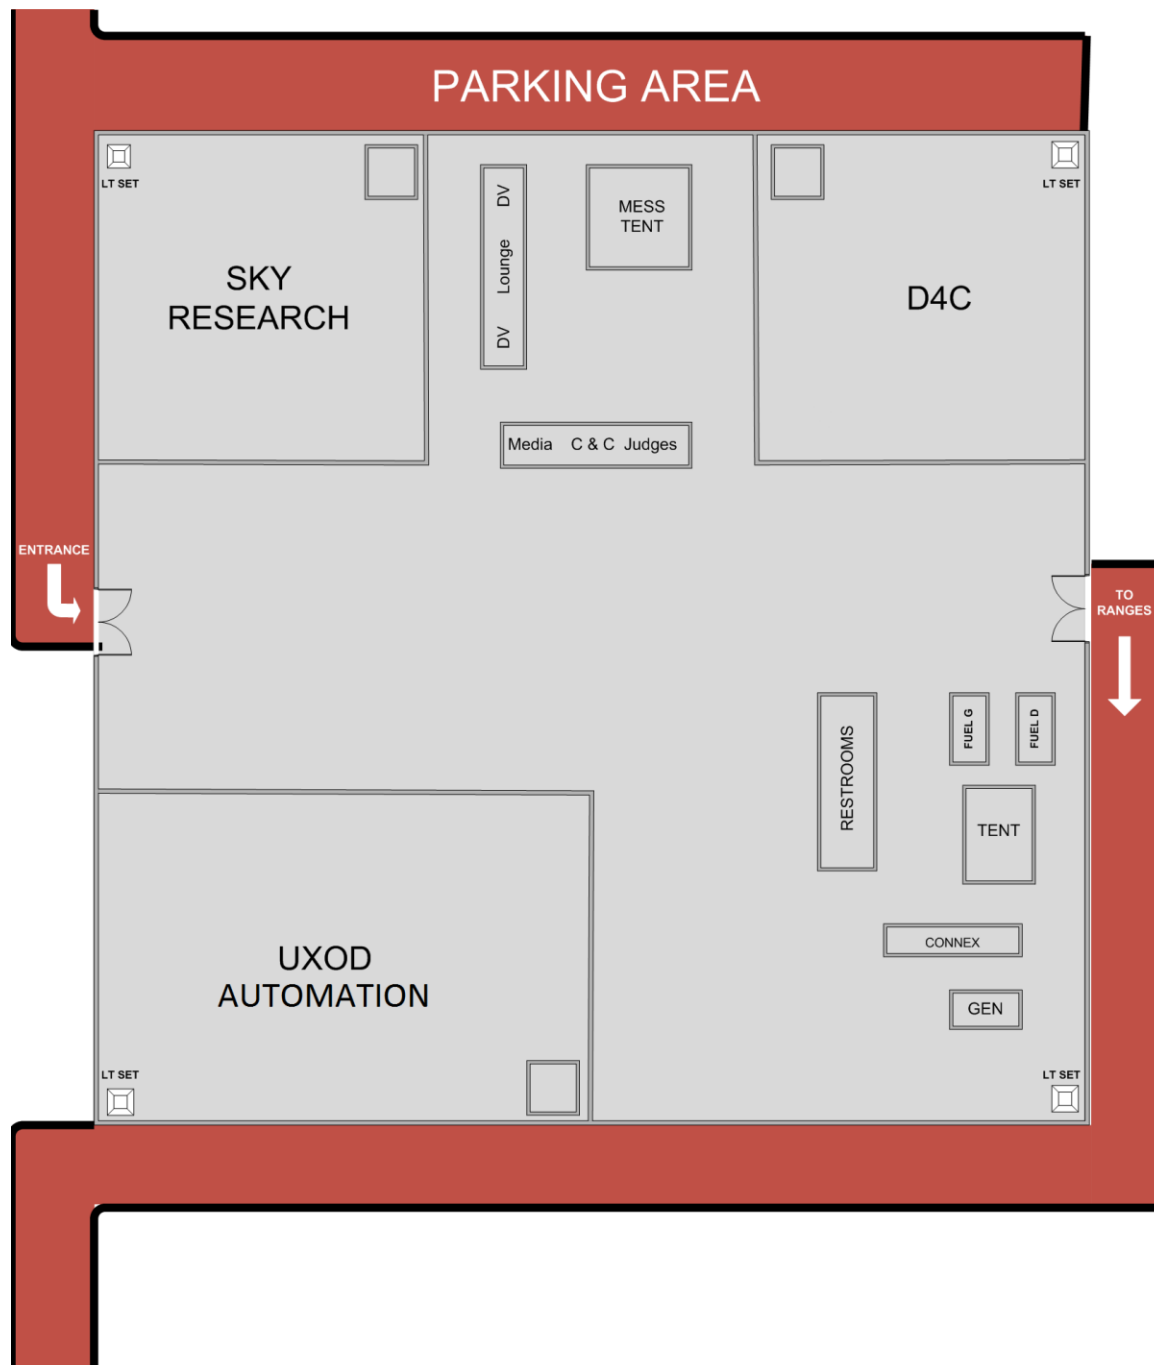 PARKING AREA
LT SET
LT SET
DV Lounge DV
MESS
TENT
SKY
RESEARCH
D4C
Media C & C Judges
ENTRANCE
TO
RANGES
RESTROOMS
FUEL G
FUEL D
TENT
CONNEX
UXOD
AUTOMATION
GEN
LT SET
LT SET